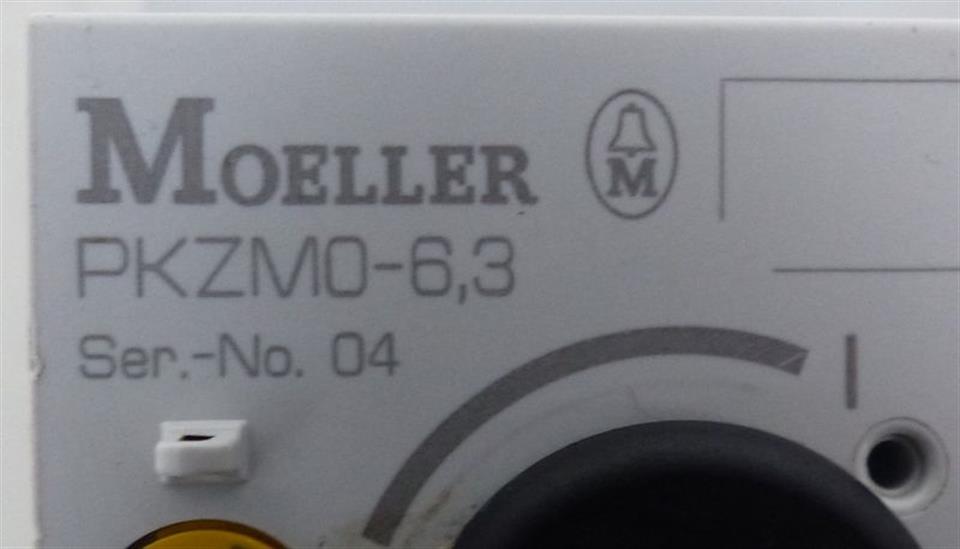 MOELLER
M
PKZM0-6,3
Ser.-No. 04
I